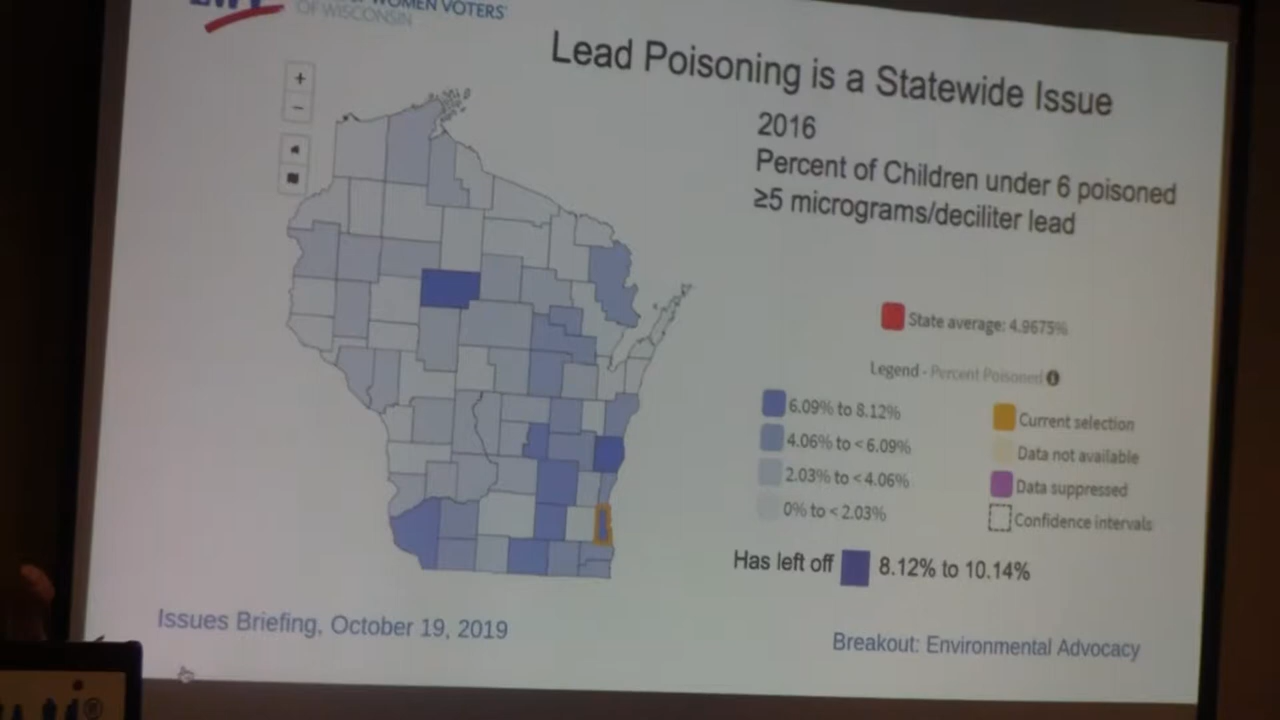 WOMEN VOTERS
OF WISCONSIN
Lead Poisoning is a Statewide Issue
2016
Percent of Children under 6 poisoned
≥5 micrograms/deciliter lead
+
−
State average: 4.9675%
Legend - Percent Poisoned
6.09% to 8.12%
4.06% to < 6.09%
2.03% to < 4.06%
0% to < 2.03%
Current selection
Data not available
Data suppressed
Confidence intervals
Has left off 8.12% to 10.14%
Issues Briefing, October 19, 2019
Breakout: Environmental Advocacy
®